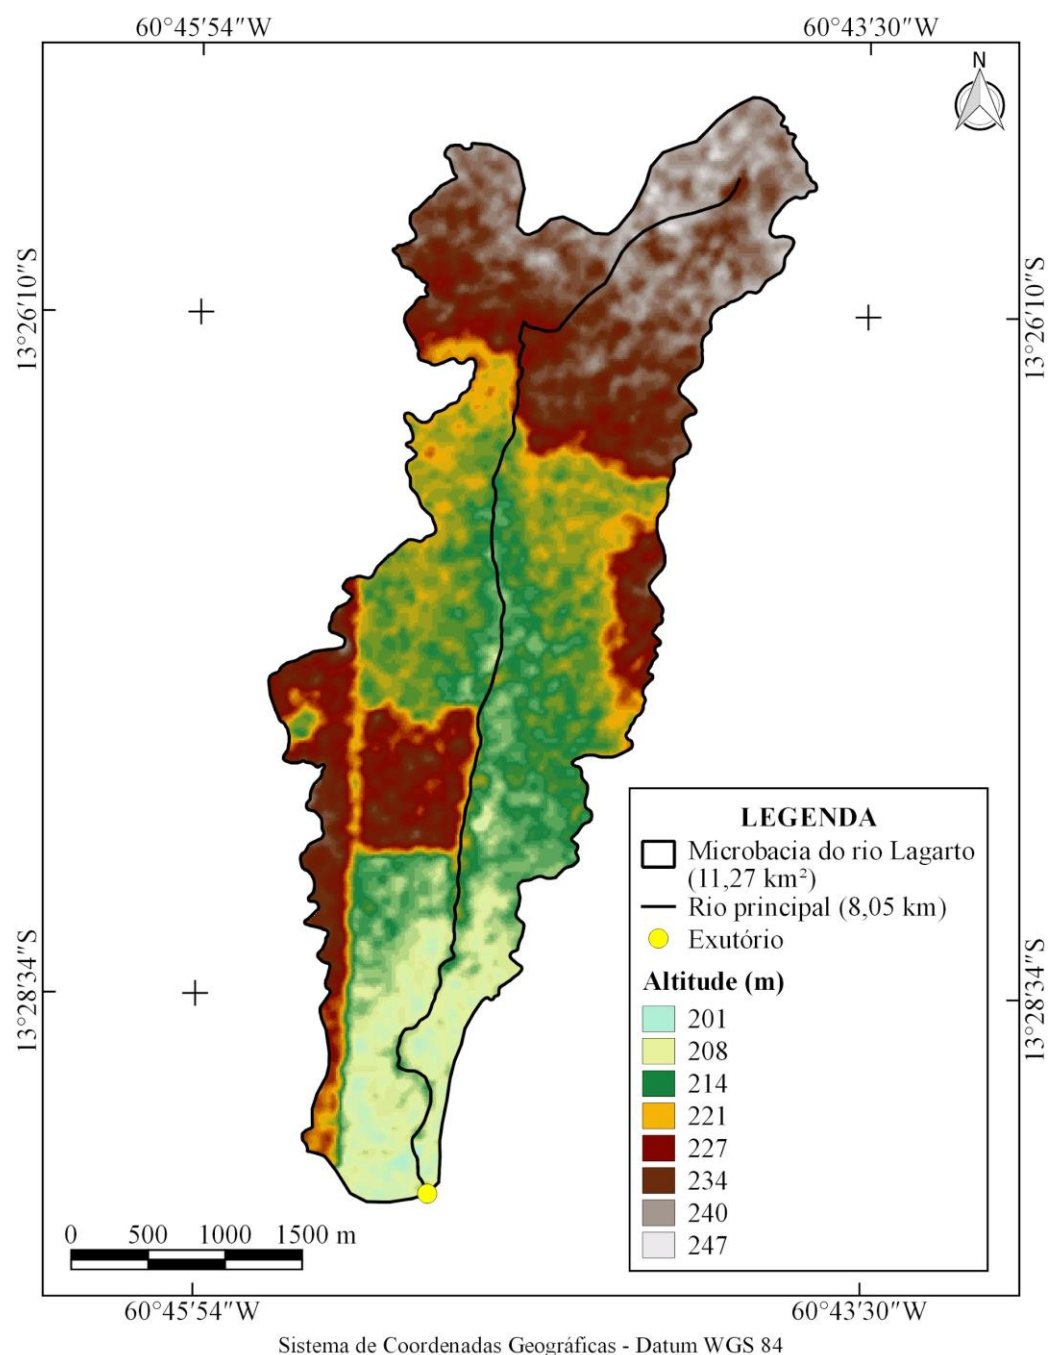 60°45′54″W 60°43′30″W
N
13°26′10″S 13°26′10″S
LEGENDA
Microbacia do rio Lagarto
(11,27 km²)
Rio principal (8,05 km)
Exutório
Altitude (m)
201
208
214
221
227
234
240
247
13°28′34″S 13°28′34″S
0 500 1000 1500 m
60°45′54″W 60°43′30″W
Sistema de Coordenadas Geográficas - Datum WGS 84